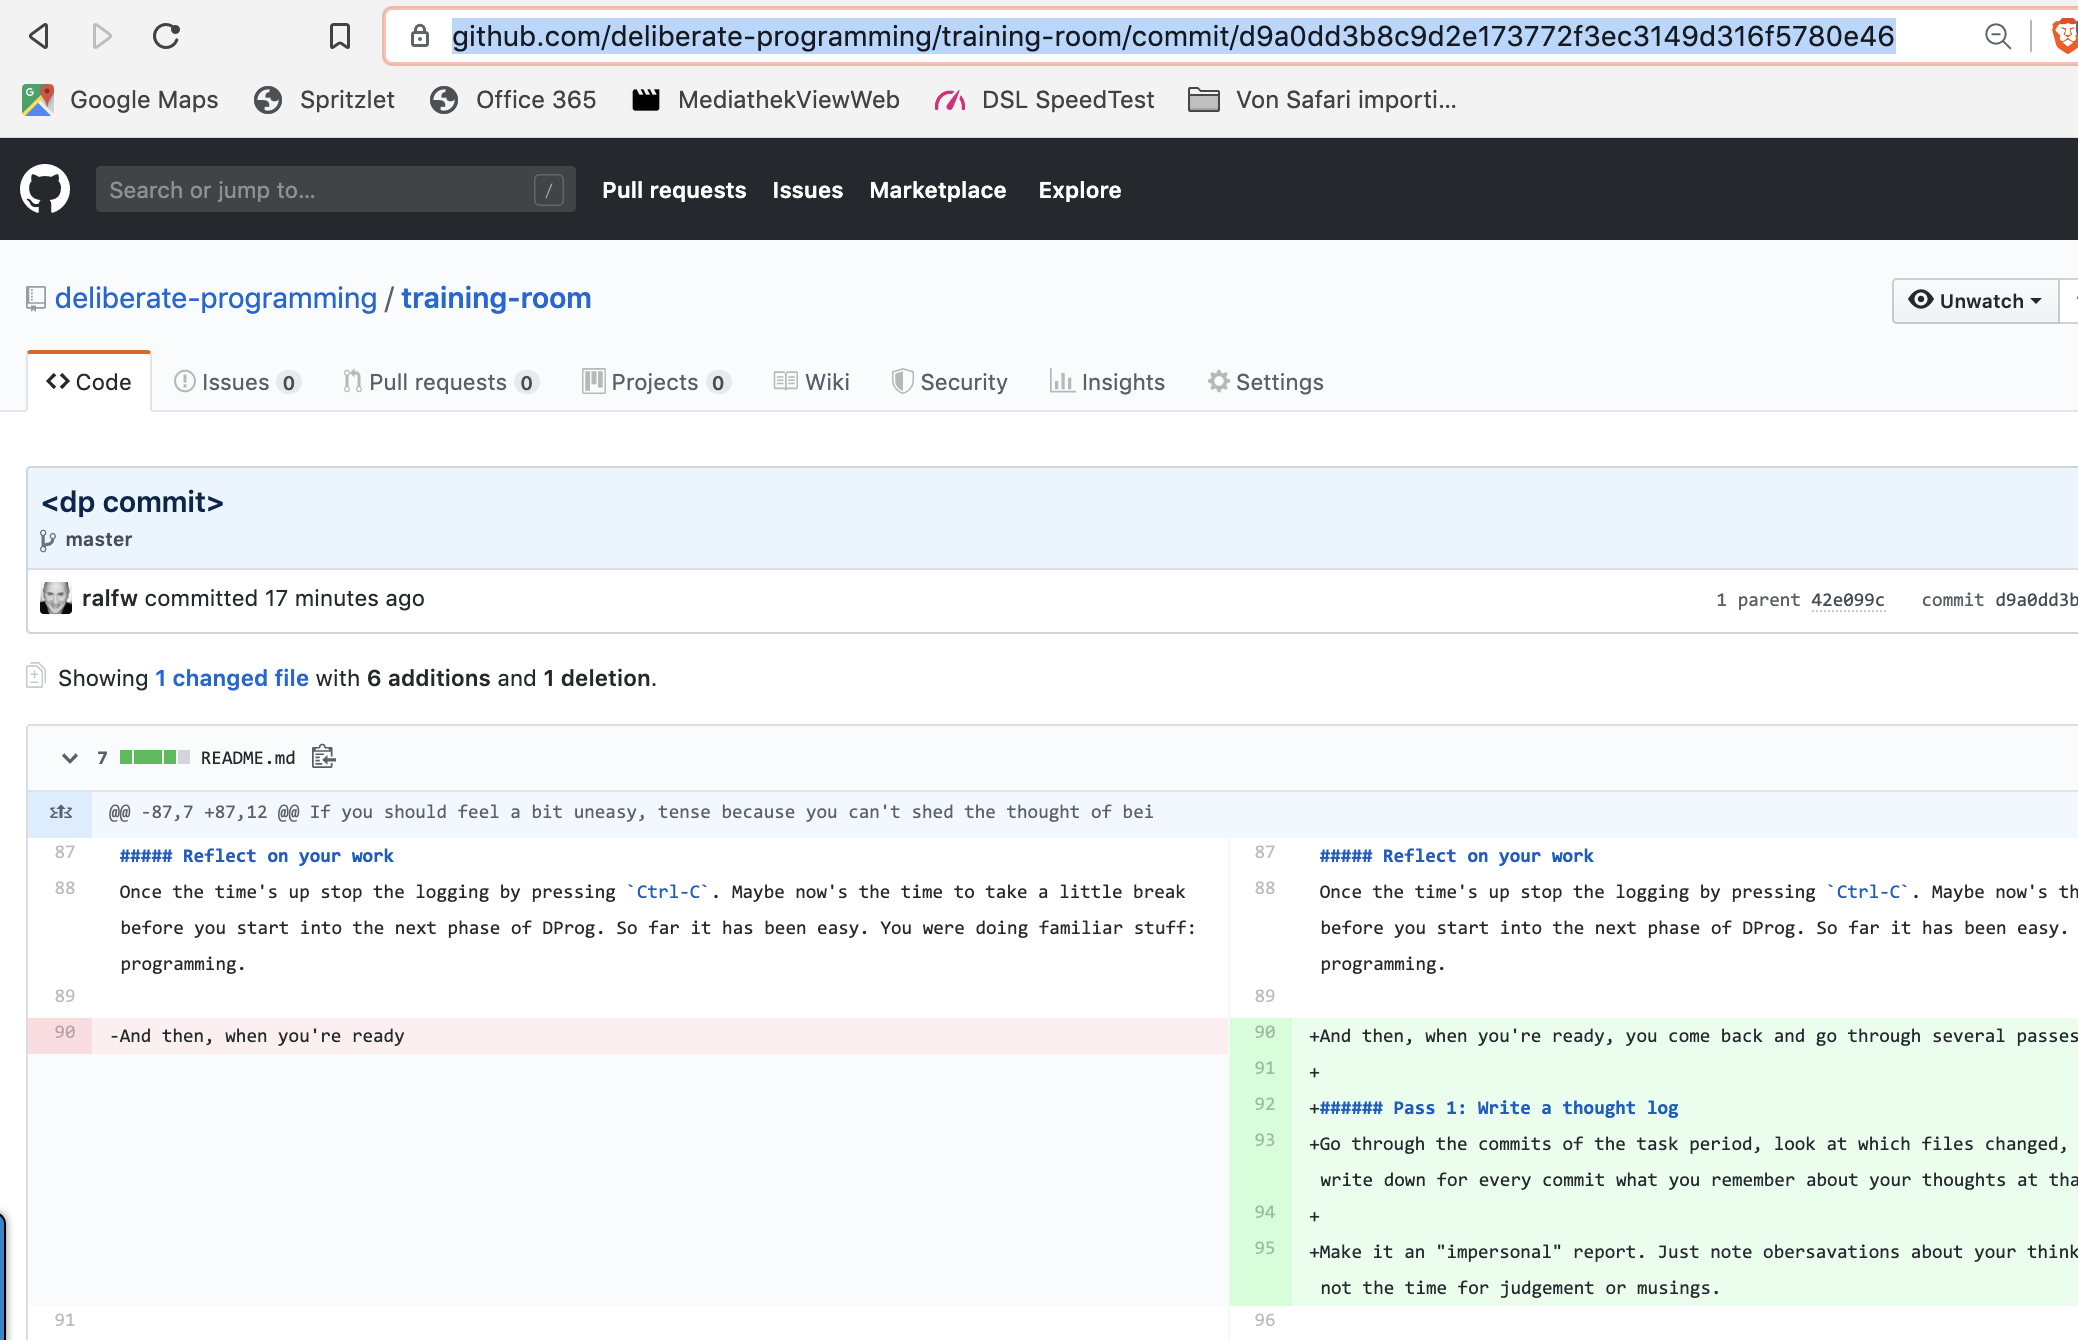 github.com/deliberate-programming/training-room/commit/d9a0dd3b8c9d2e173772f3ec3149d316f5780e46
Google Maps Spritzlet Office 365 MediathekViewWeb DSL SpeedTest Von Safari importi...
Search or jump to... / Pull requests Issues Marketplace Explore
deliberate-programming / training-room Unwatch
Code Issues 0 Pull requests 0 Projects 0 Wiki Security Insights Settings
<dp commit>
master
ralfw committed 17 minutes ago 1 parent 42e099c commit d9a0dd3b
Showing 1 changed file with 6 additions and 1 deletion.
7 README.md
@@ -87,7 +87,12 @@ If you should feel a bit uneasy, tense because you can't shed the thought of bei
87 ##### Reflect on your work
88 Once the time's up stop the logging by pressing `Ctrl-C`. Maybe now's the time to take a little break
before you start into the next phase of DProg. So far it has been easy. You were doing familiar stuff:
programming.
89
90 -And then, when you're ready
91
87 ##### Reflect on your work
88 Once the time's up stop the logging by pressing `Ctrl-C`. Maybe now's th
before you start into the next phase of DProg. So far it has been easy.
programming.
89
90 +And then, when you're ready, you come back and go through several passes
91 +
92 +###### Pass 1: Write a thought log
93 +Go through the commits of the task period, look at which files changed,
write down for every commit what you remember about your thoughts at tha
94 +
95 +Make it an "impersonal" report. Just note obersavations about your think
not the time for judgement or musings.
96